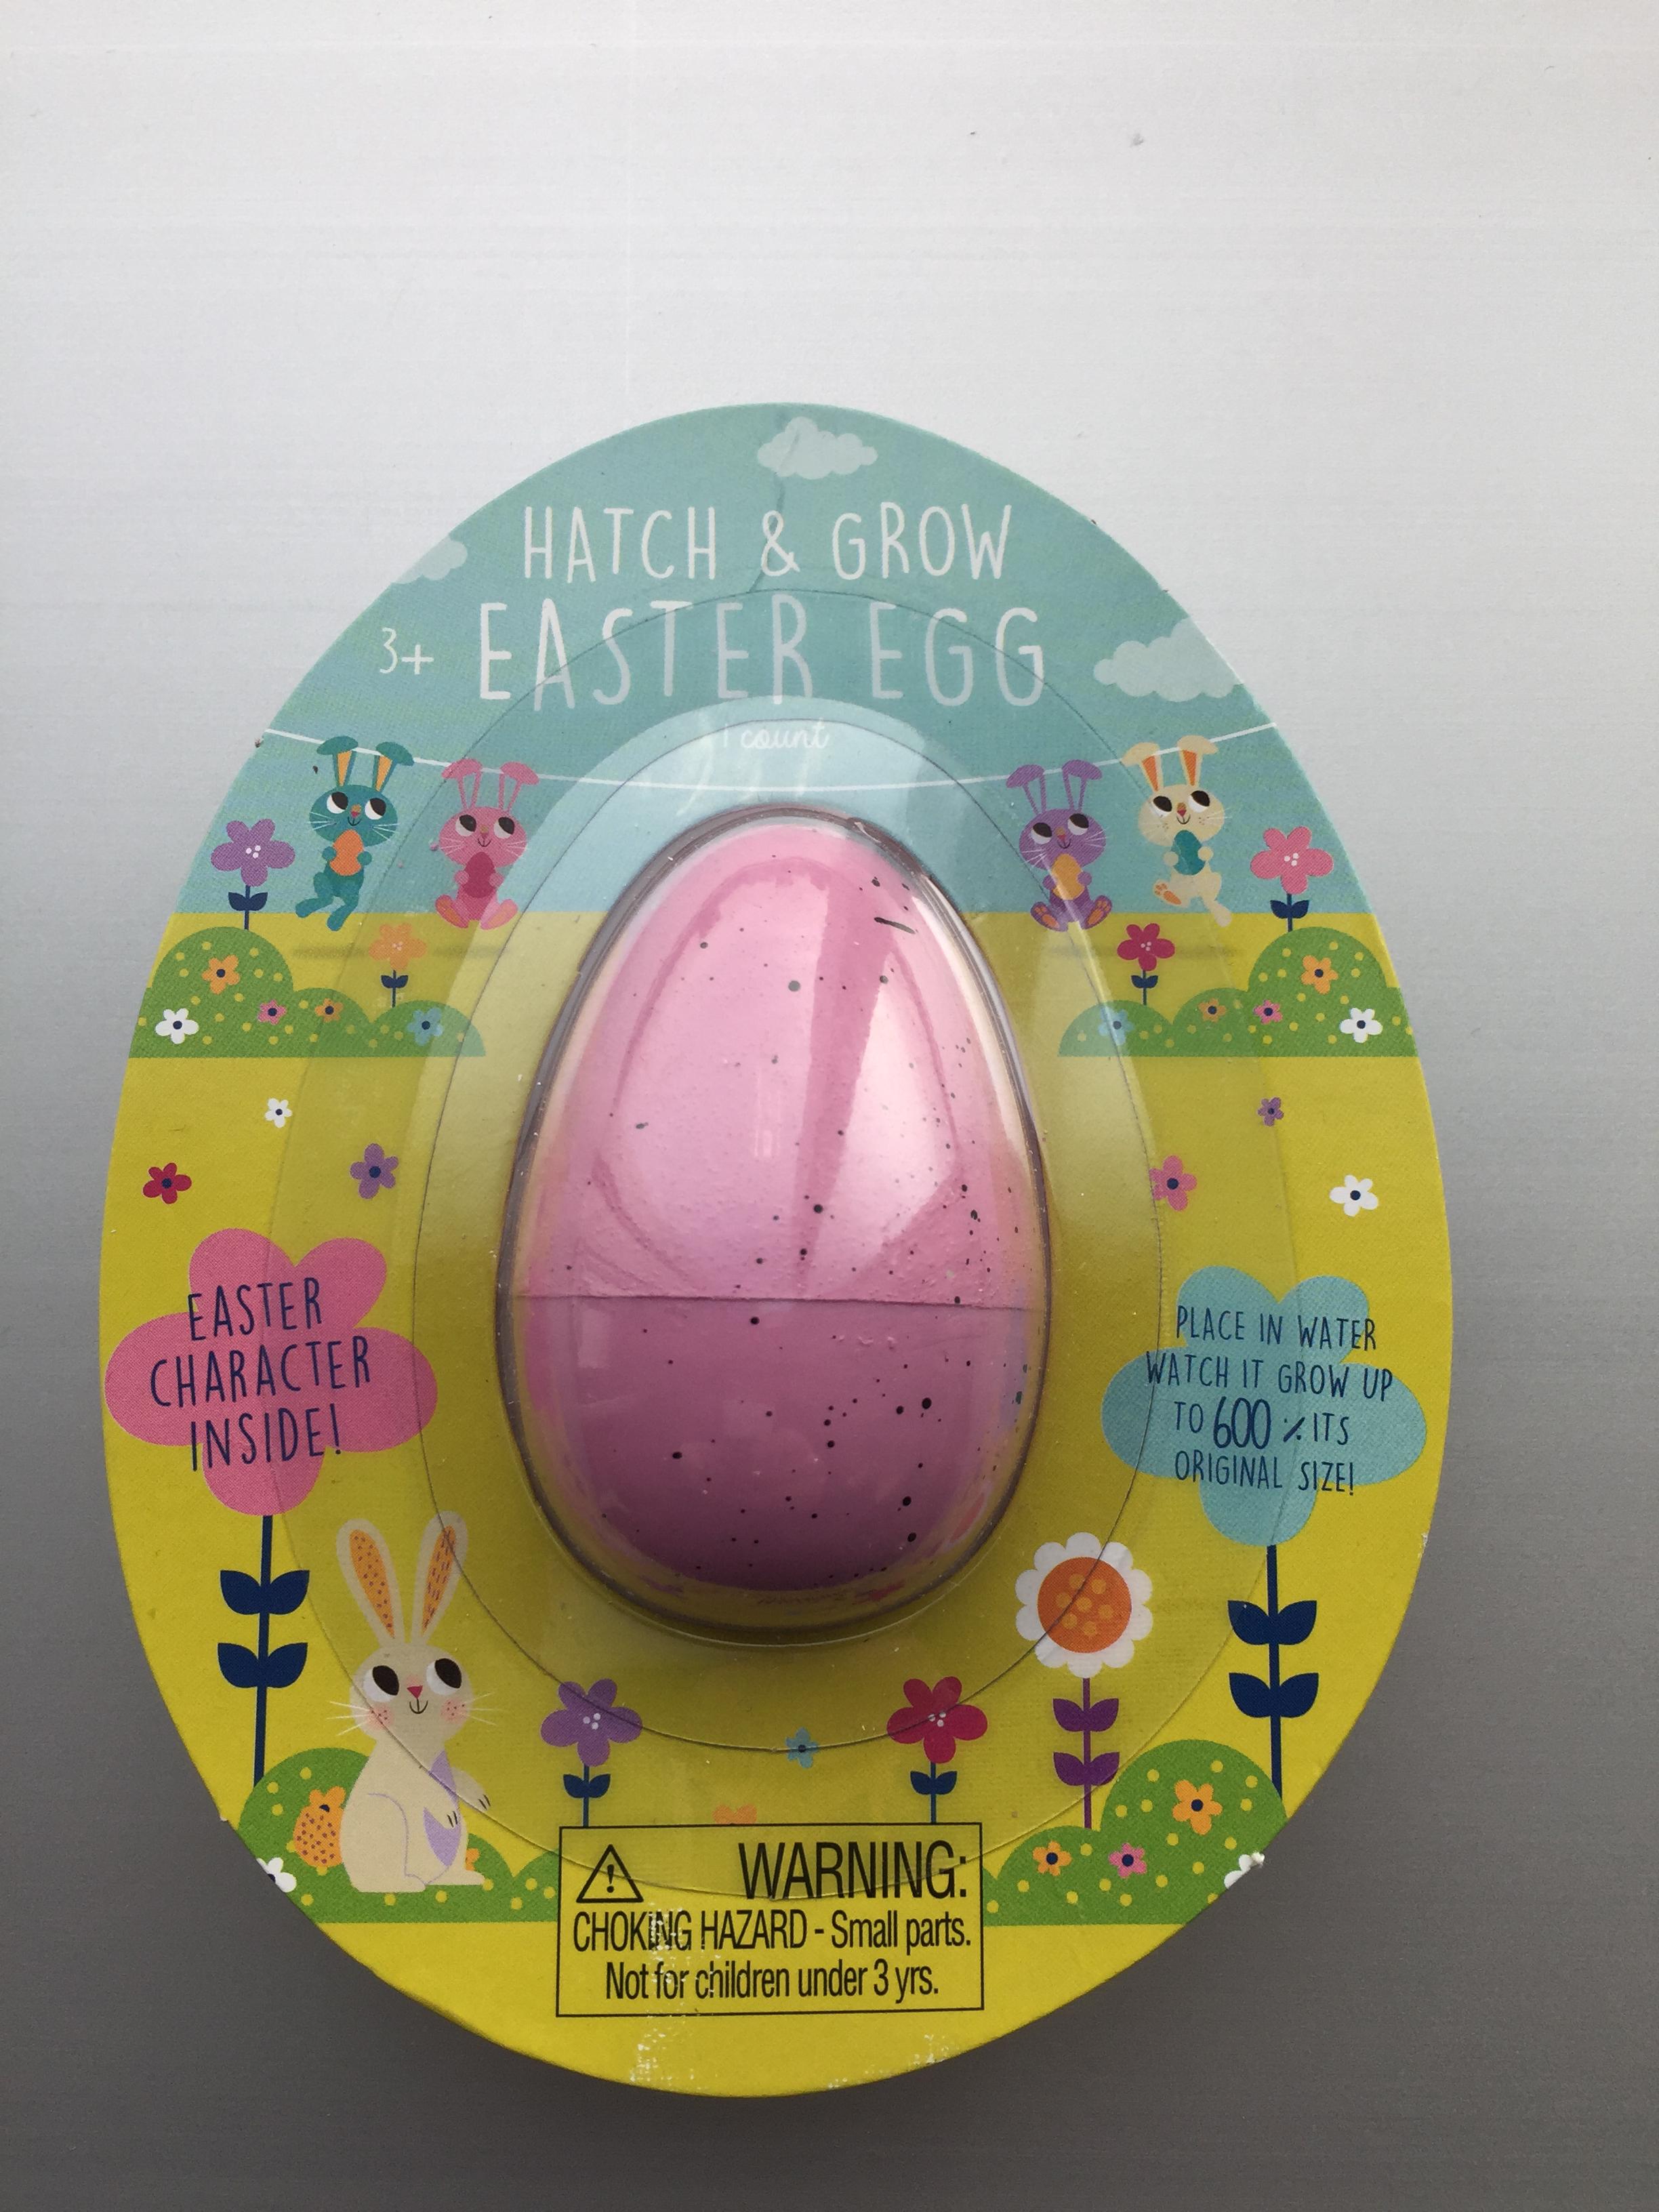 HATCH & GROW
3+ EASTER EGG
1 count
EASTER
CHARACTER
INSIDE!
PLACE IN WATER
WATCH IT GROW UP
TO 600% ITS
ORIGINAL SIZE!
WARNING:
CHOKING HAZARD - Small parts.
Not for children under 3 yrs.